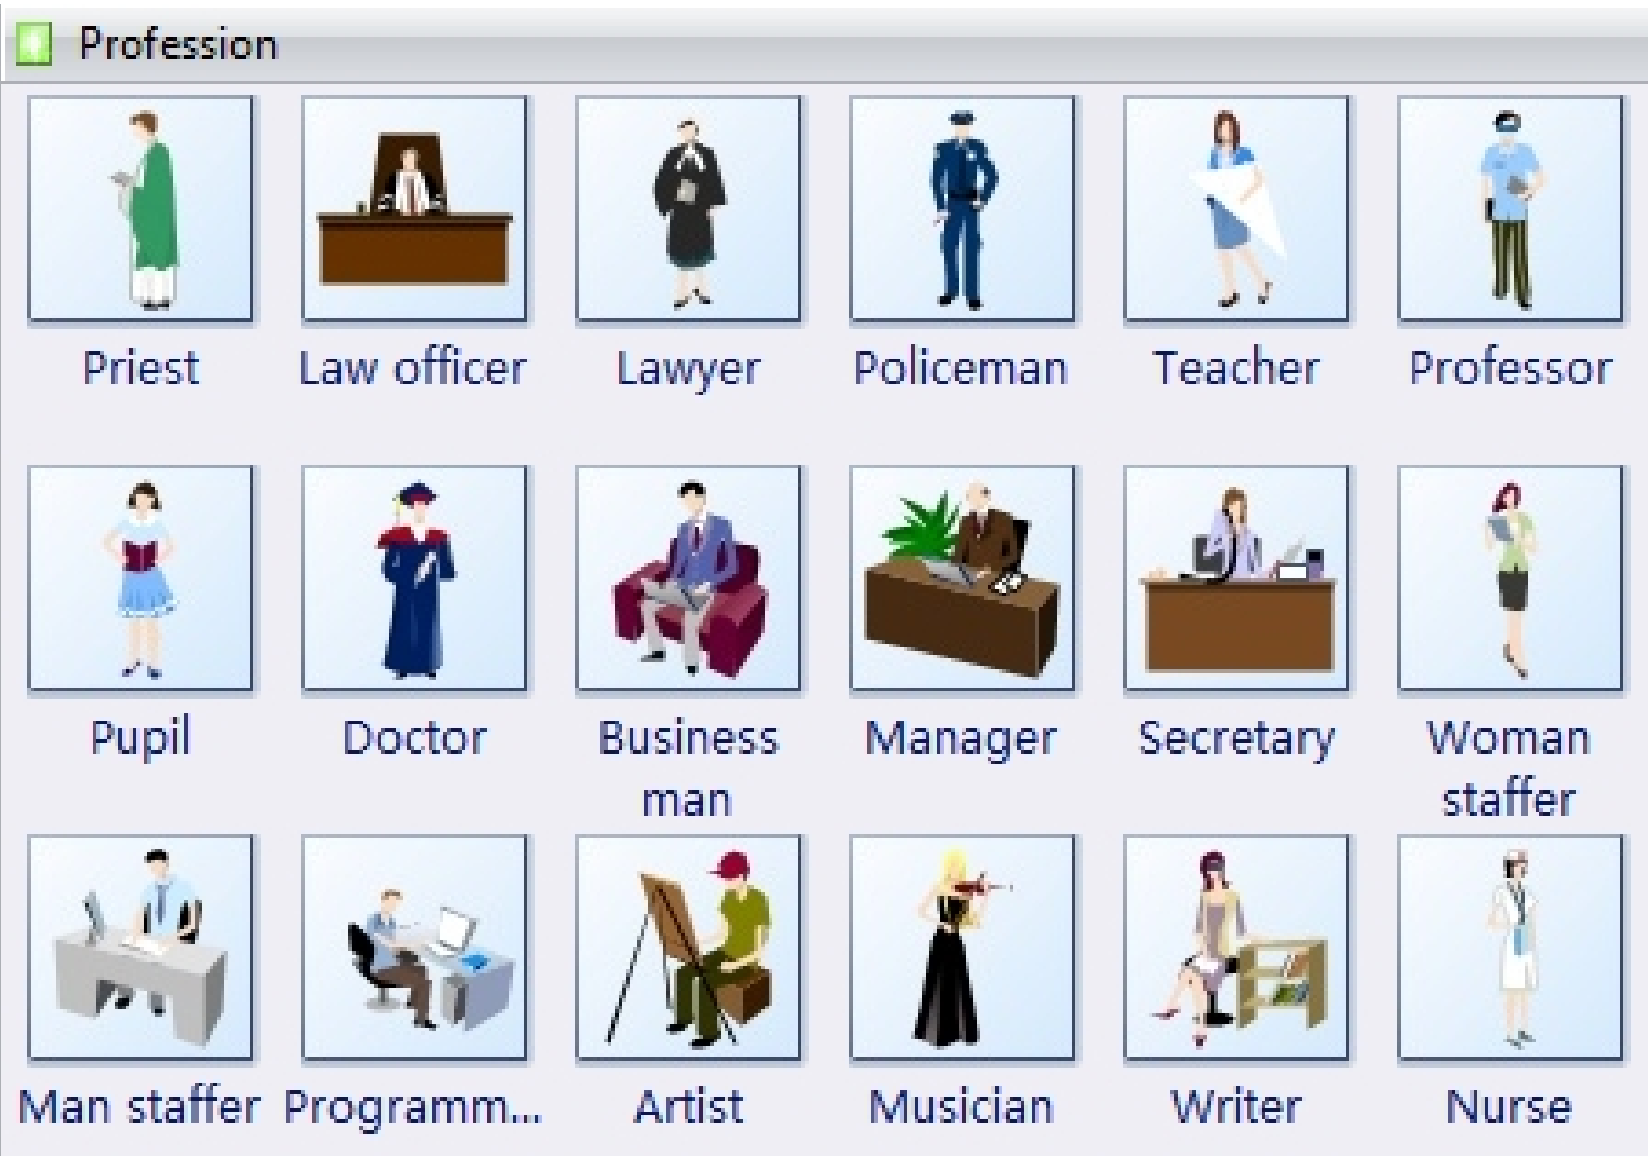 Profession
Priest
Law officer
Lawyer
Policeman
Teacher
Professor
Pupil
Doctor
Business
man
Manager
Secretary
Woman
staffer
Man staffer
Programm...
Artist
Musician
Writer
Nurse